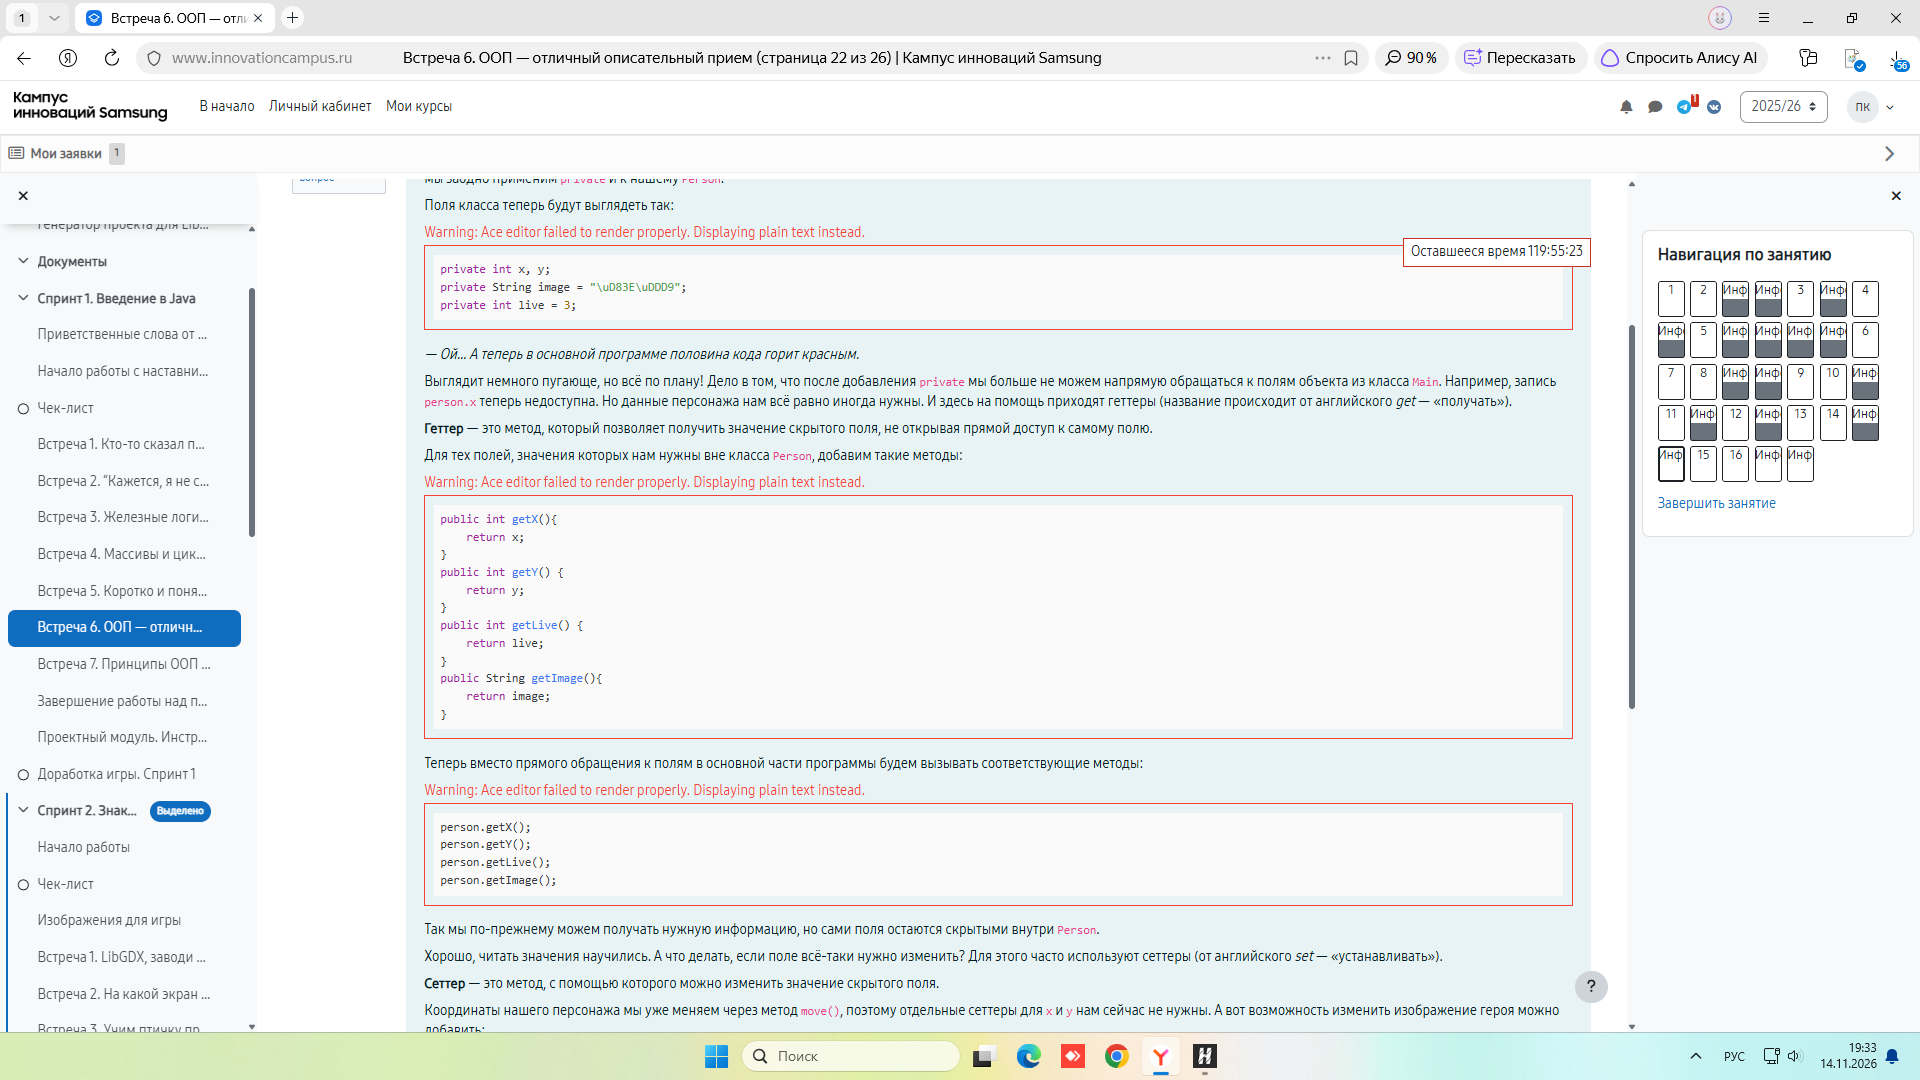 1
Встреча 6. ООП — отли
www.innovationcampus.ru
Встреча 6. ООП — отличный описательный прием (страница 22 из 26) | Кампус инноваций Samsung
90 %
Пересказать
Спросить Алису AI
56
Кампус
инноваций Samsung
В начало
Личный кабинет
Мои курсы
1
2025/26
ПК
Мои заявки 1
Генератор проекта для Lib...
Документы
Спринт 1. Введение в Java
Приветственные слова от ...
Начало работы с наставни...
Чек-лист
Встреча 1. Кто-то сказал п...
Встреча 2. “Кажется, я не с...
Встреча 3. Железные логи...
Встреча 4. Массивы и цик...
Встреча 5. Коротко и поня...
Встреча 6. ООП — отличн...
Встреча 7. Принципы ООП ...
Завершение работы над п...
Проектный модуль. Инстр...
Доработка игры. Спринт 1
Спринт 2. Знак... Выделено
Начало работы
Чек-лист
Изображения для игры
Встреча 1. LibGDX, заводи ...
Встреча 2. На какой экран ...
Встреча 3. Учим птичку пр...
вопрос
мы заодно применим private и к нашему Person.
Поля класса теперь будут выглядеть так:
Warning: Ace editor failed to render properly. Displaying plain text instead.
Оставшееся время 119:55:23
private int x, y;
private String image = "\uD83E\uDDD9";
private int live = 3;
— Ой... А теперь в основной программе половина кода горит красным.
Выглядит немного пугающе, но всё по плану! Дело в том, что после добавления private мы больше не можем напрямую обращаться к полям объекта из класса Main. Например, запись
person.x теперь недоступна. Но данные персонажа нам всё равно иногда нужны. И здесь на помощь приходят геттеры (название происходит от английского get — «получать»).
Геттер — это метод, который позволяет получить значение скрытого поля, не открывая прямой доступ к самому полю.
Для тех полей, значения которых нам нужны вне класса Person, добавим такие методы:
Warning: Ace editor failed to render properly. Displaying plain text instead.
public int getX(){
return x;
}
public int getY() {
return y;
}
public int getLive() {
return live;
}
public String getImage(){
return image;
}
Теперь вместо прямого обращения к полям в основной части программы будем вызывать соответствующие методы:
Warning: Ace editor failed to render properly. Displaying plain text instead.
person.getX();
person.getY();
person.getLive();
person.getImage();
Так мы по-прежнему можем получать нужную информацию, но сами поля остаются скрытыми внутри Person.
Хорошо, читать значения научились. А что делать, если поле всё-таки нужно изменить? Для этого часто используют сеттеры (от английского set — «устанавливать»).
Сеттер — это метод, с помощью которого можно изменить значение скрытого поля.
Координаты нашего персонажа мы уже меняем через метод move(), поэтому отдельные сеттеры для x и y нам сейчас не нужны. А вот возможность изменить изображение героя можно
добавить:
?
Навигация по занятию
1 2 Инф Инф 3 Инф 4
Инф 5 Инф Инф Инф Инф 6
7 8 Инф Инф 9 10 Инф
11 Инф 12 Инф 13 14 Инф
Инф 15 16 Инф Инф
Завершить занятие
Поиск
РУС
19:33
14.11.2026